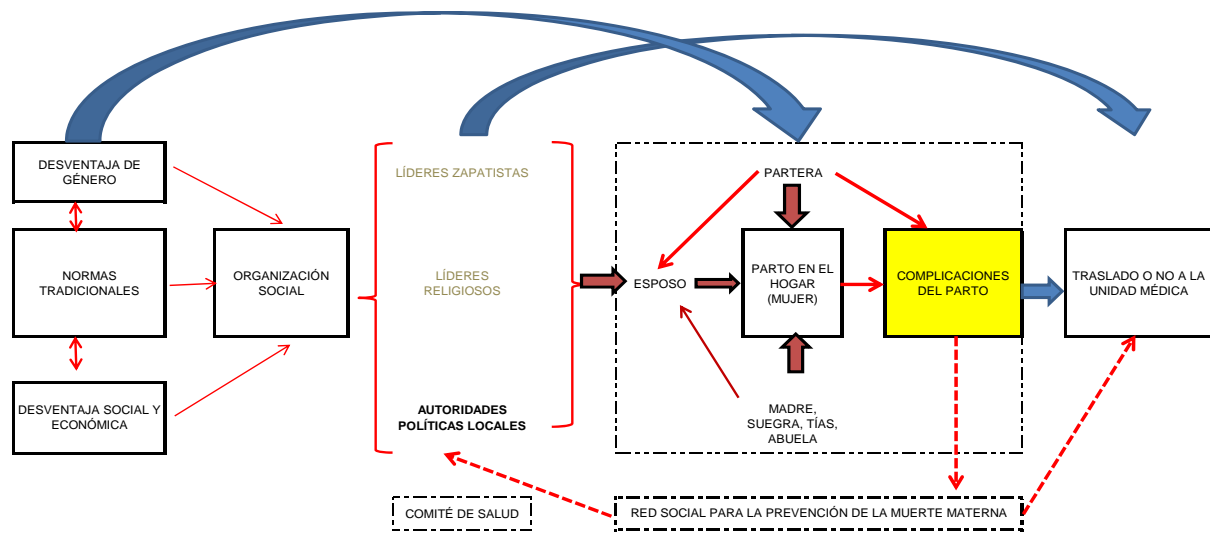 DESVENTAJA DE
GÉNERO
NORMAS
TRADICIONALES
DESVENTAJA SOCIAL Y
ECONÓMICA
ORGANIZACIÓN
SOCIAL
LÍDERES ZAPATISTAS
LÍDERES
RELIGIOSOS
AUTORIDADES
POLÍTICAS LOCALES
PARTERA
ESPOSO
PARTO EN EL
HOGAR
(MUJER)
MADRE,
SUEGRA, TÍAS,
ABUELA
COMPLICACIONES
DEL PARTO
TRASLADO O NO A LA
UNIDAD MÉDICA
COMITÉ DE SALUD
RED SOCIAL PARA LA PREVENCIÓN DE LA MUERTE MATERNA